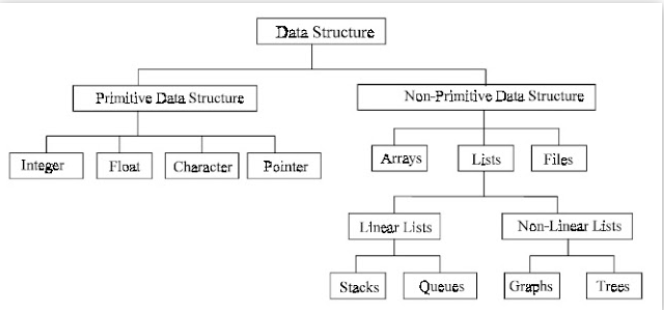 Data Structure
Primitive Data Structure
Non-Primitive Data Structure
Integer
Float
Character
Pointer
Arrays
Lists
Files
Linear Lists
Non-Linear Lists
Stacks
Queues
Graphs
Trees